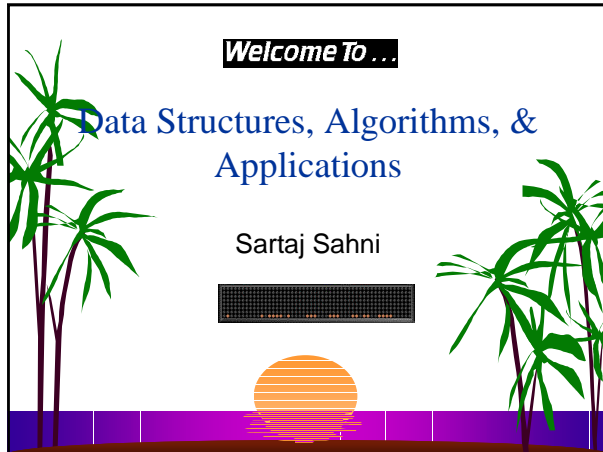 Welcome To ...
Data Structures, Algorithms, &
Applications
Sartaj Sahni